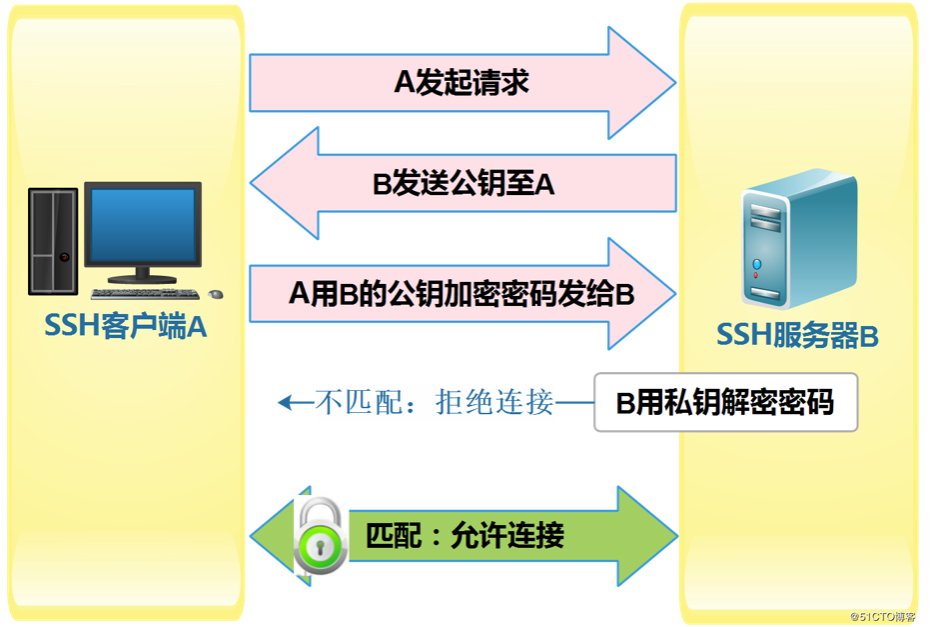 A发起请求
B发送公钥至A
A用B的公钥加密密码发给B
SSH客户端A
SSH服务器B
不匹配：拒绝连接
B用私钥解密密码
匹配：允许连接
@51CTO博客